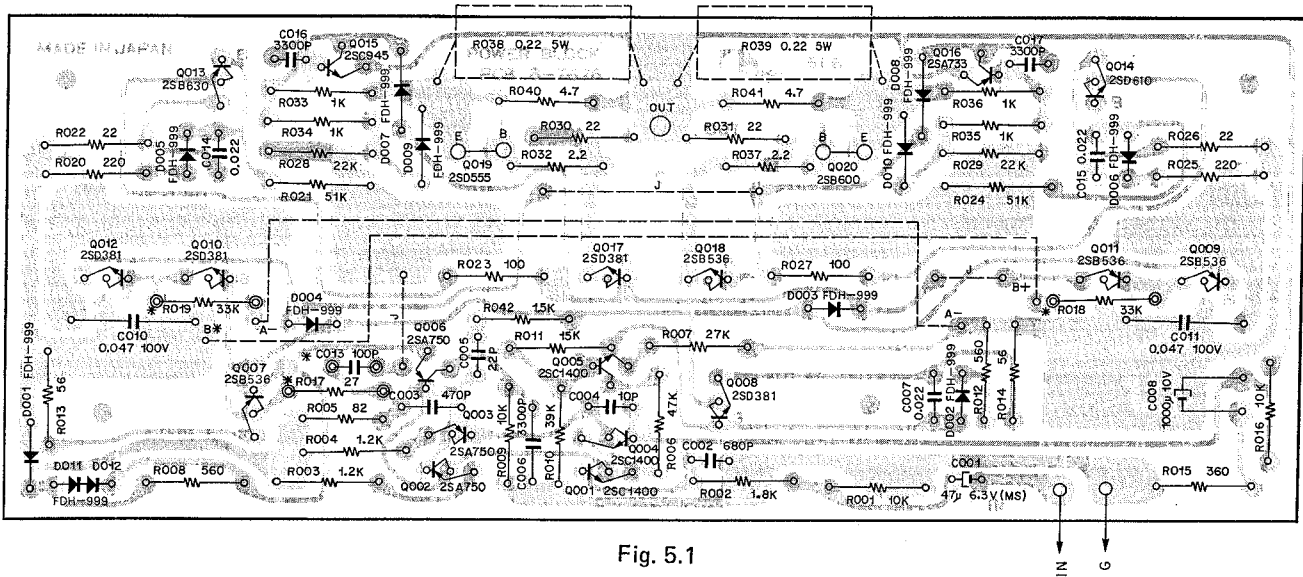 MADE IN JAPAN
C016
3300P
Q015
2SC945
R038 0.22 5W
R039 0.22 5W
Q016
2SA733
C017
3300P
Q013
2SB630
Q014
2SD610
D008
FDH-999
R033 1K
R040 4.7
OUT
R041 4.7
R036 1K
R034 1K
D007
FDH-999
D009
FDH-999
R030 22
R031 22
R035 1K
R022 22
R020 220
D005
FDH-999
C014
0.022
R028 22K
E
B
Q019
2SD555
R032 2.2
R037 2.2
B
E
Q020
2SB600
D010 FDH-999
R029 22K
C015 0.022
D006 FDH-999
R026 22
R025 220
R021 51K
J
R024 51K
Q012
2SD381
Q010
2SD381
Q017
2SD381
Q018
2SB536
Q011
2SB536
Q009
2SB536
R023 100
R027 100
J
B+
* R019 33K
A-
D004
FDH-999
J
D003 FDH-999
A-
* R018 33K
C010
0.047 100V
B*
Q006
2SA750
R042 1.5K
C005
22P
R011 15K
R007 27K
C011
0.047 100V
D001 FDH-999
R013 56
Q007
2SB536
* C013 100P
* R017 27
Q005
2SC1400
Q008
2SD381
C007
0.022
D002 FDH-999
R012 560
R014 56
C008
1000μ 10V
R016 10K
R005 82
C003 470P
Q003
2SA750
R009 10K
C006 3300P
R010 39K
C004 10P
R006 47K
R004 1.2K
Q004
2SC1400
C002 680P
D011 D012
FDH-999
R008 560
R003 1.2K
Q002 2SA750
Q001 2SC1400
R002 1.8K
R001 10K
C001
47μ 6.3V(MS)
R015 360
IN
G
Fig. 5.1